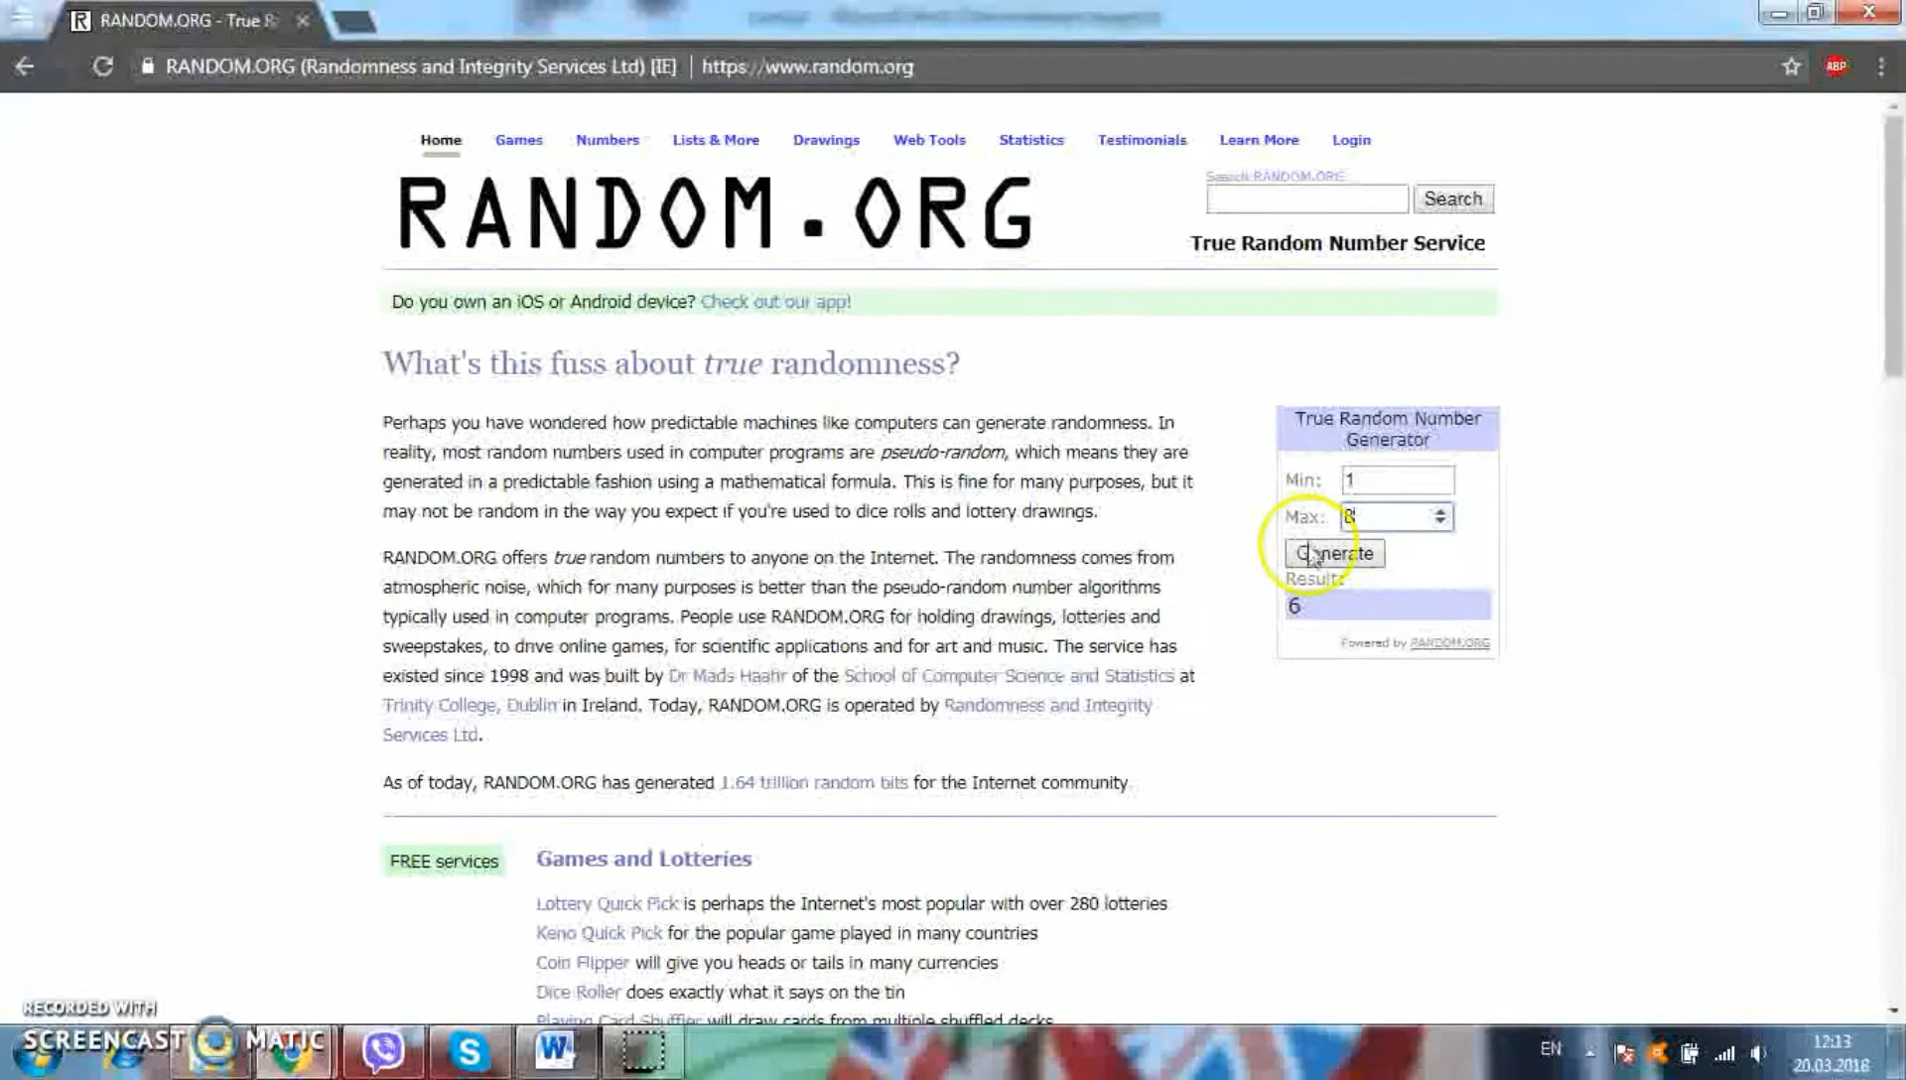 RANDOM.ORG - True R
RANDOM.ORG (Randomness and Integrity Services Ltd) [IE] https://www.random.org
ABP
Home Games Numbers Lists & More Drawings Web Tools Statistics Testimonials Learn More Login
Search RANDOM.ORG
RANDOM.ORG
Search
True Random Number Service
Do you own an iOS or Android device? Check out our app!
What's this fuss about true randomness?
Perhaps you have wondered how predictable machines like computers can generate randomness. In
reality, most random numbers used in computer programs are pseudo-random, which means they are
generated in a predictable fashion using a mathematical formula. This is fine for many purposes, but it
may not be random in the way you expect if you're used to dice rolls and lottery drawings.
RANDOM.ORG offers true random numbers to anyone on the Internet. The randomness comes from
atmospheric noise, which for many purposes is better than the pseudo-random number algorithms
typically used in computer programs. People use RANDOM.ORG for holding drawings, lotteries and
sweepstakes, to drive online games, for scientific applications and for art and music. The service has
existed since 1998 and was built by Dr Mads Haahr of the School of Computer Science and Statistics at
Trinity College, Dublin in Ireland. Today, RANDOM.ORG is operated by Randomness and Integrity
Services Ltd.
As of today, RANDOM.ORG has generated 1.64 trillion random bits for the Internet community.
True Random Number
Generator
Min: 1
Max: 8
Generate
Result:
6
Powered by RANDOM.ORG
FREE services
Games and Lotteries
Lottery Quick Pick is perhaps the Internet's most popular with over 280 lotteries
Keno Quick Pick for the popular game played in many countries
Coin Flipper will give you heads or tails in many currencies
Dice Roller does exactly what it says on the tin
Playing Card Shuffler will draw cards from multiple shuffled decks
RECORDED WITH
SCREENCAST MATIC
EN
12:13
20.03.2018